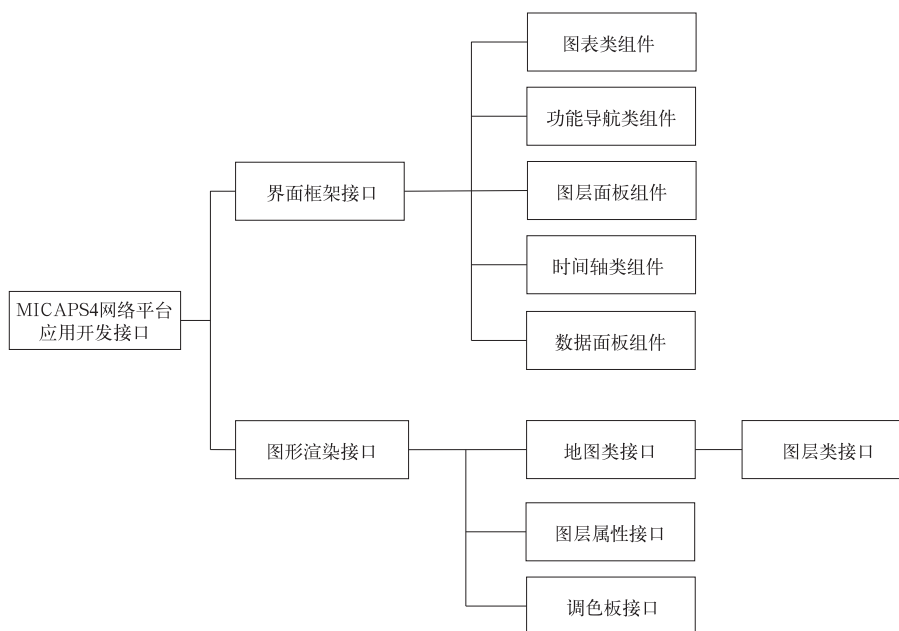 MICAPS4网络平台
应用开发接口
界面框架接口
图表类组件
功能导航类组件
图层面板组件
时间轴类组件
数据面板组件
图形渲染接口
地图类接口
图层类接口
图层属性接口
调色板接口